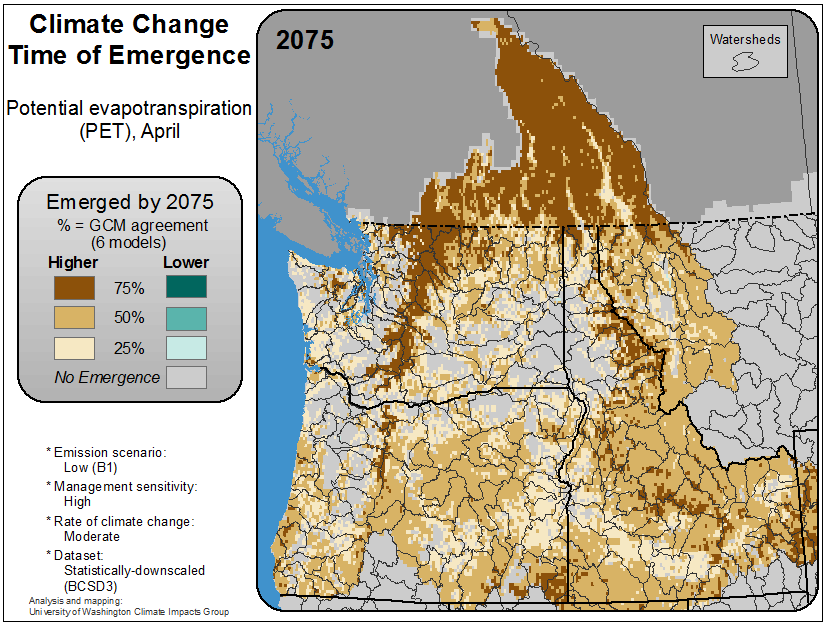 Climate Change
Time of Emergence
Potential evapotranspiration
(PET), April
Emerged by 2075
% = GCM agreement
(6 models)
Higher Lower
75%
50%
25%
No Emergence
* Emission scenario:
Low (B1)
* Management sensitivity:
High
* Rate of climate change:
Moderate
* Dataset:
Statistically-downscaled
(BCSD3)
Analysis and mapping:
University of Washington Climate Impacts Group
2075
Watersheds